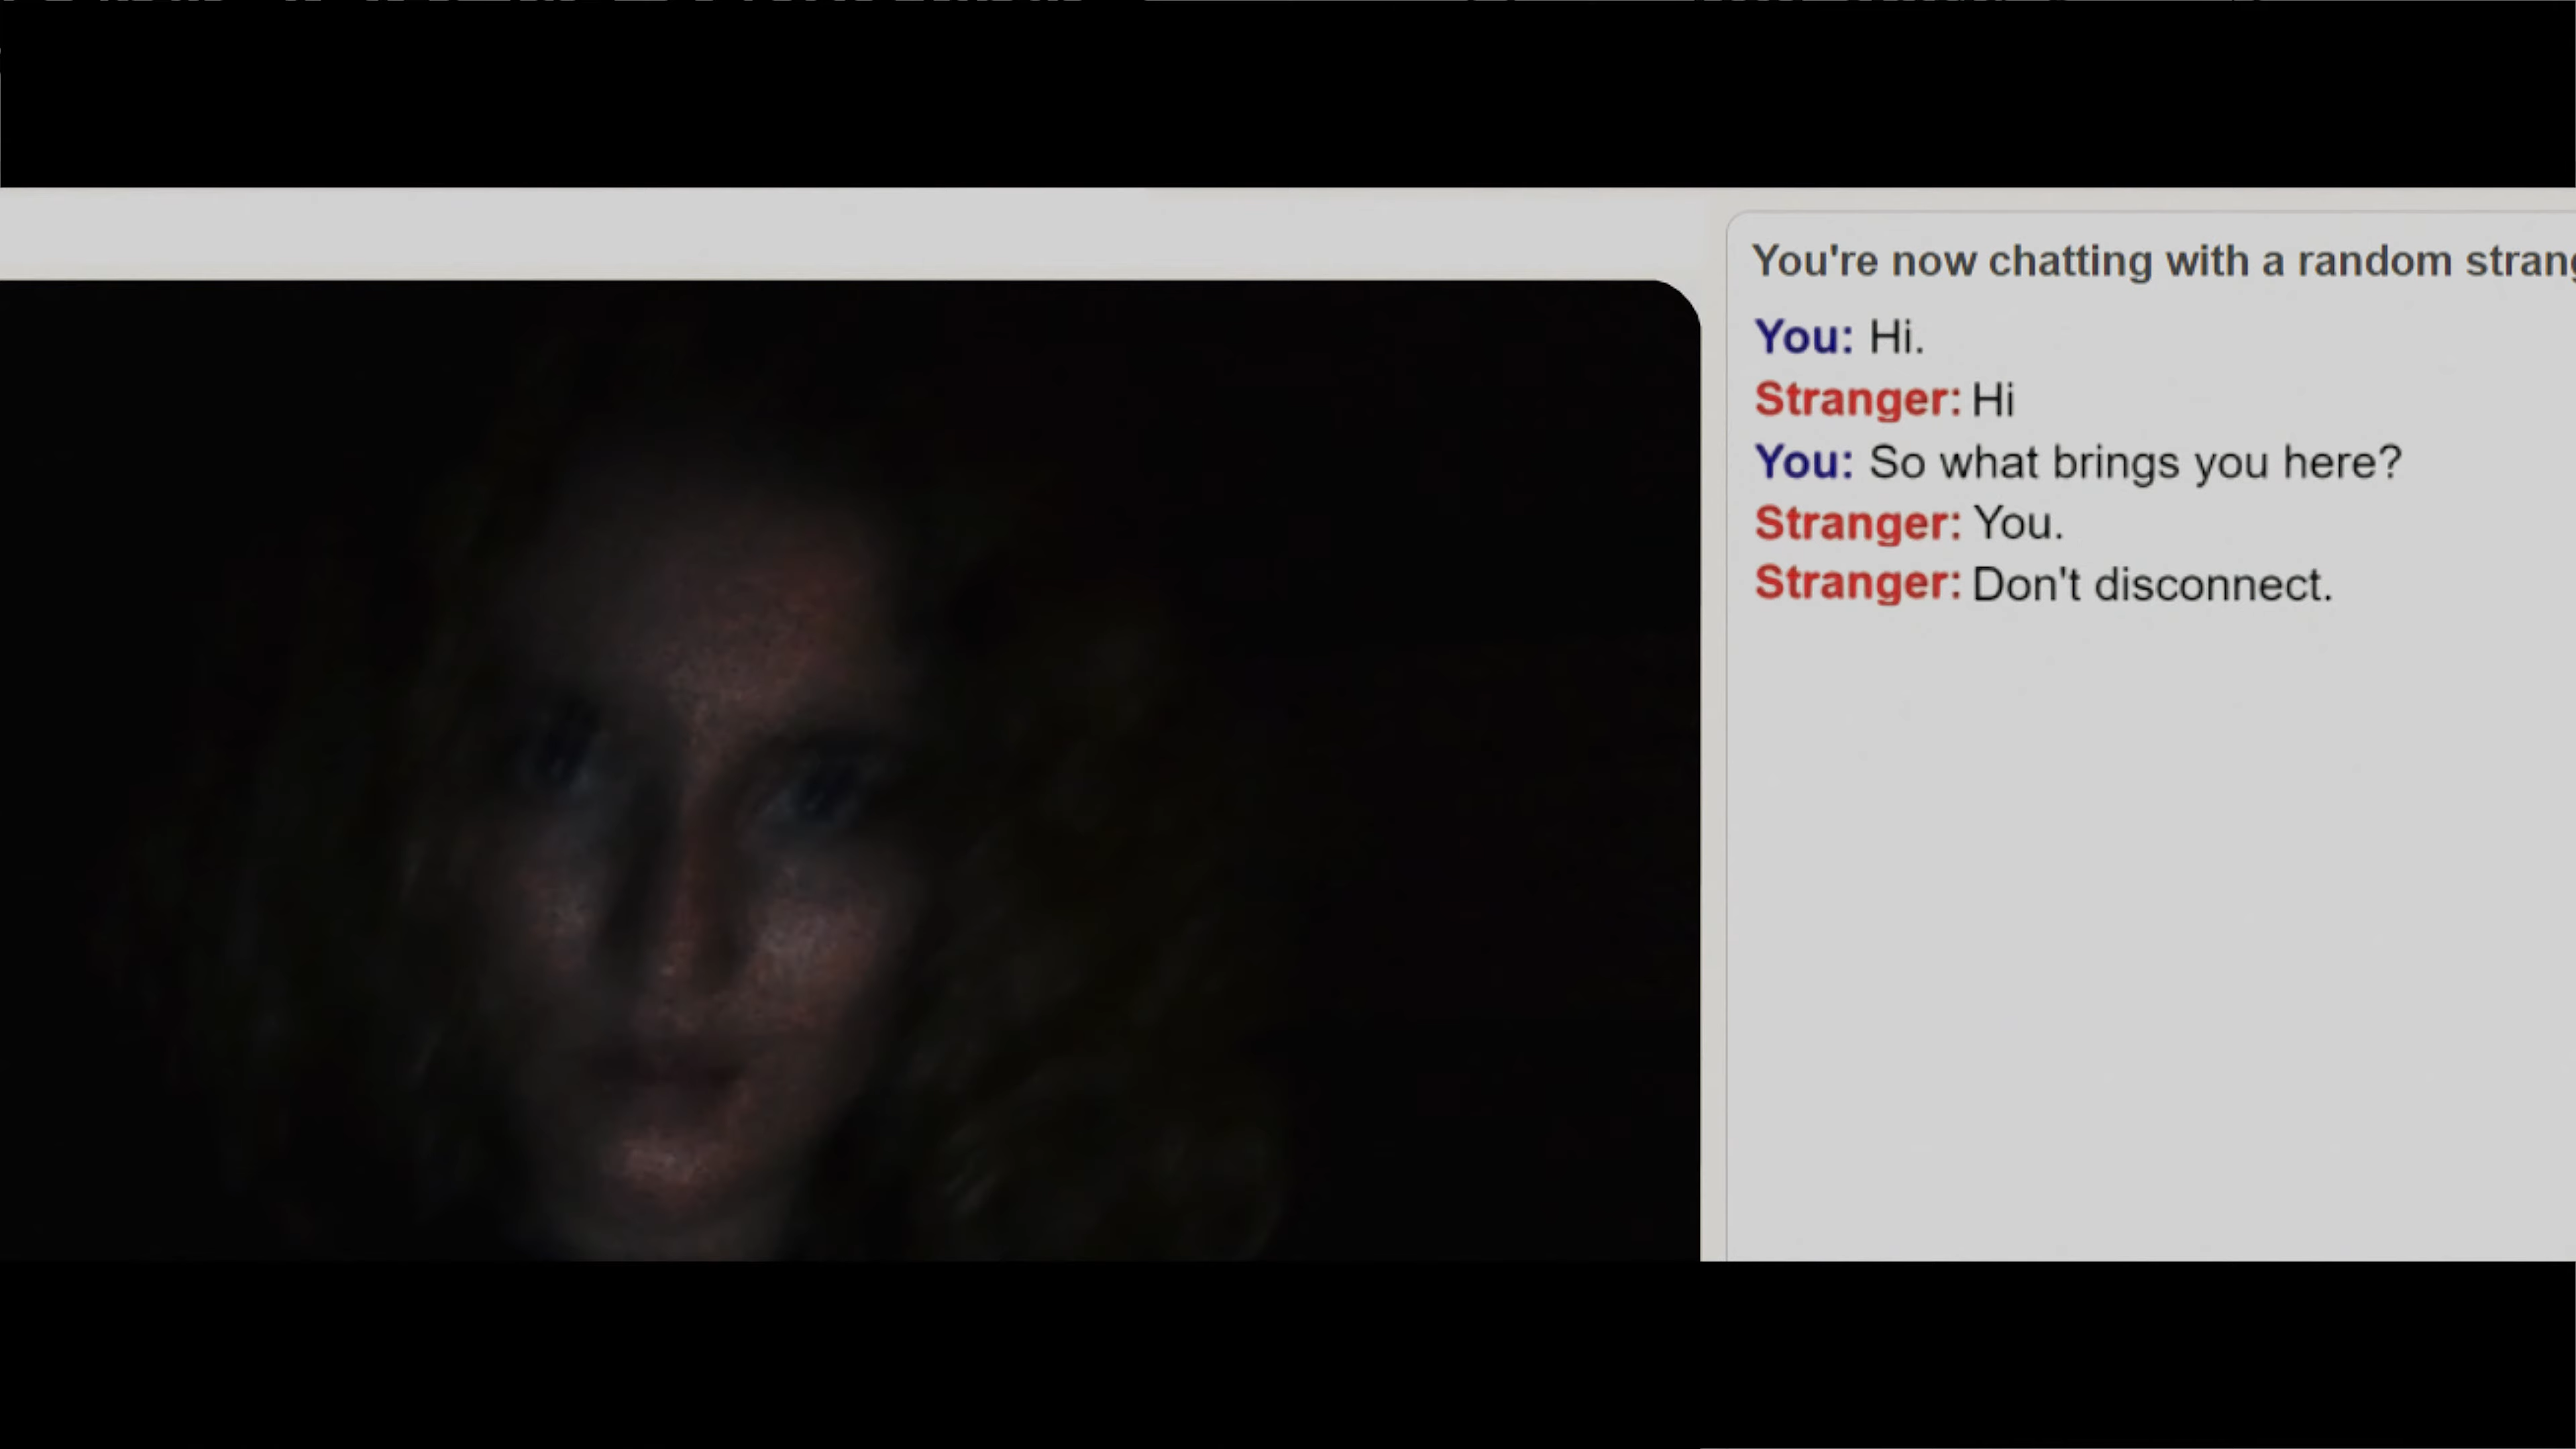 You're now chatting with a random
You: Hi.
Stranger: Hi
You: So what brings you here?
Stranger: You.
Stranger: Don't disconnect.